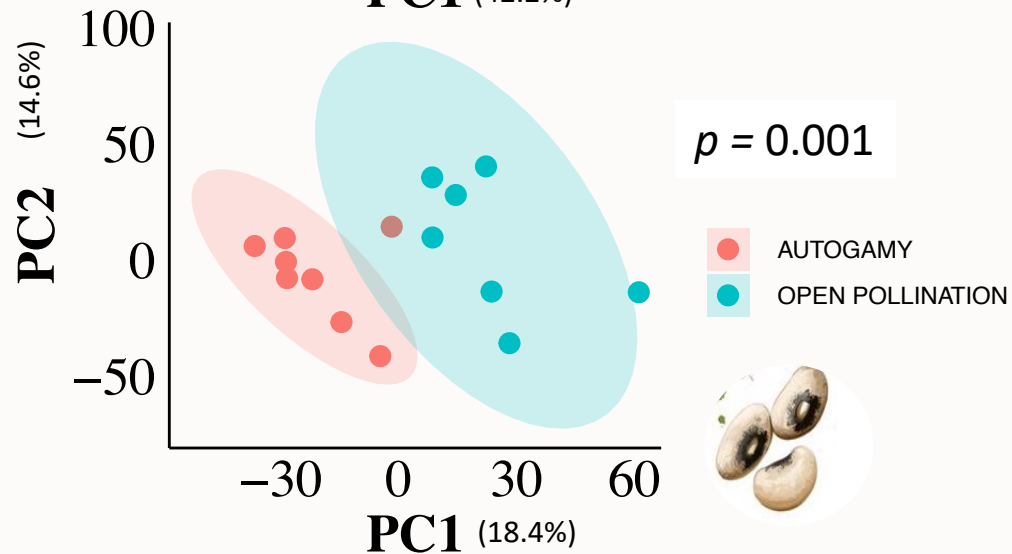 100
50
0
−50
PC2 (14.6%)
−30 0 30 60
PC1 (18.4%)
p = 0.001
AUTOGAMY
OPEN POLLINATION